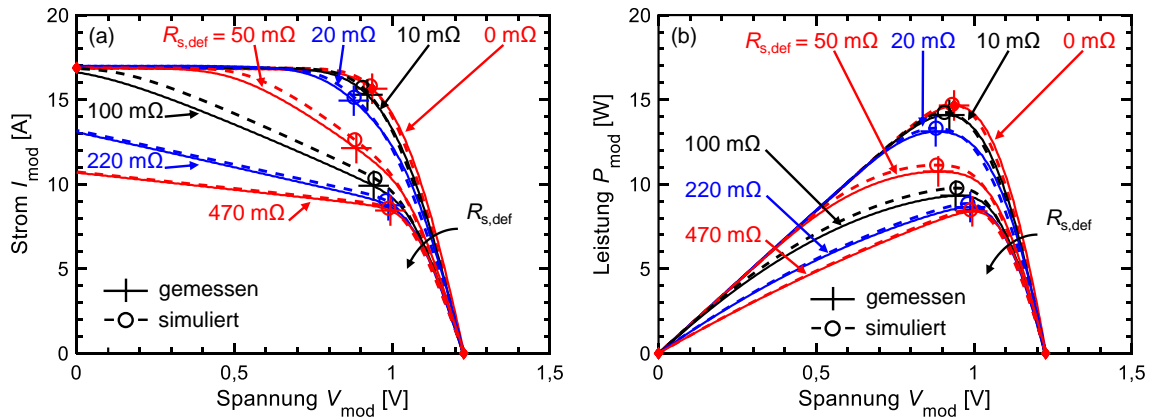 (a)
R_s,def = 50 mΩ
20 mΩ
10 mΩ
0 mΩ
100 mΩ
220 mΩ
470 mΩ
R_s,def
gemessen
simuliert
20
15
10
5
0
0
0,5
1
1,5
Strom I_mod [A]
Spannung V_mod [V]
(b)
R_s,def = 50 mΩ
20 mΩ
10 mΩ
0 mΩ
100 mΩ
220 mΩ
470 mΩ
R_s,def
gemessen
simuliert
20
15
10
5
0
0
0,5
1
1,5
Leistung P_mod [W]
Spannung V_mod [V]